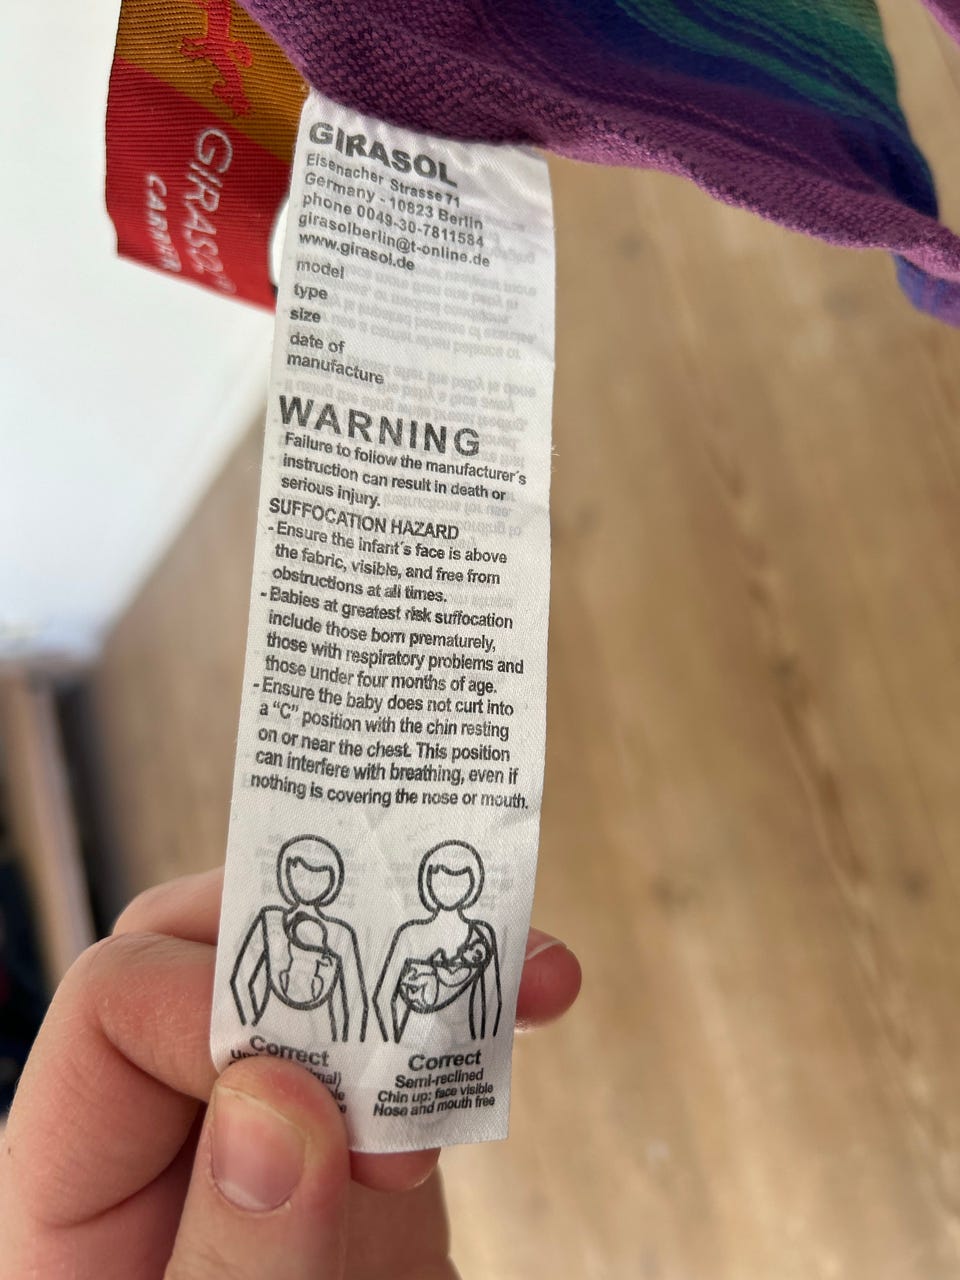 GIRASOL
CARRIER
GIRASOL
Eisenacher Strasse 71
Germany - 10823 Berlin
phone 0049-30-7811584
girasolberlin@t-online.de
www.girasol.de
model
type
size
date of
manufacture
WARNING
Failure to follow the manufacturer´s
instruction can result in death or
serious injury.
SUFFOCATION HAZARD
- Ensure the infant´s face is above
the fabric, visible, and free from
obstructions at all times.
- Babies at greatest risk suffocation
include those born prematurely,
those with respiratory problems and
those under four months of age.
- Ensure the baby does not curt into
a “C” position with the chin resting
on or near the chest. This position
can interfere with breathing, even if
nothing is covering the nose or mouth.
Correct
Correct
Semi-reclined
Chin up: face visible
Nose and mouth free